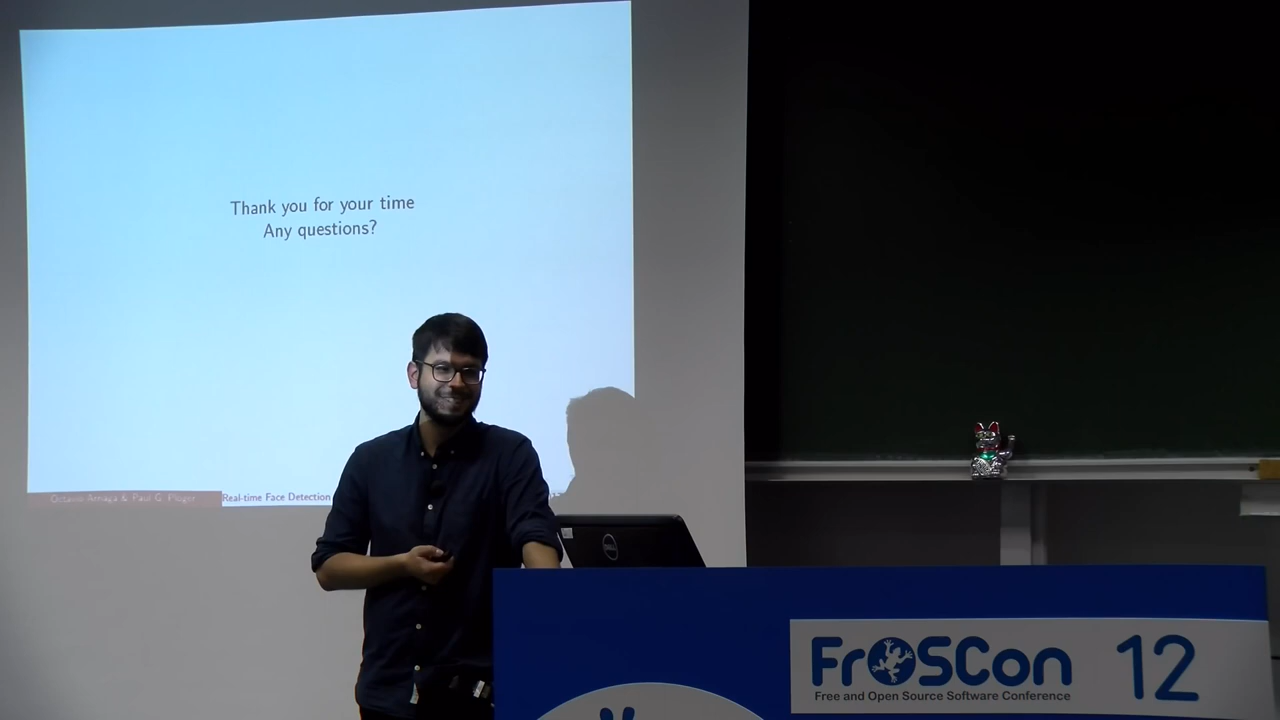 Thank you for your time
Any questions?
Octavio Arriaga & Paul G. Plöger
Real-time Face Detection
DELL
FrOSCon 12
Free and Open Source Software Conference